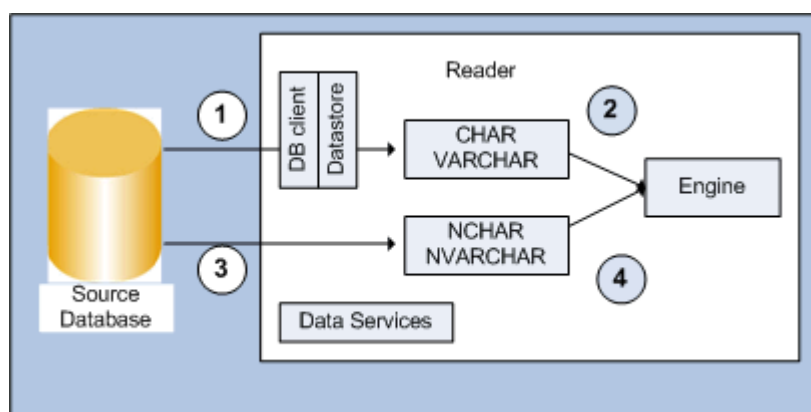 Reader
1
DB client
Datastore
2
CHAR
VARCHAR
Engine
3
NCHAR
NVARCHAR
4
Source
Database
Data Services